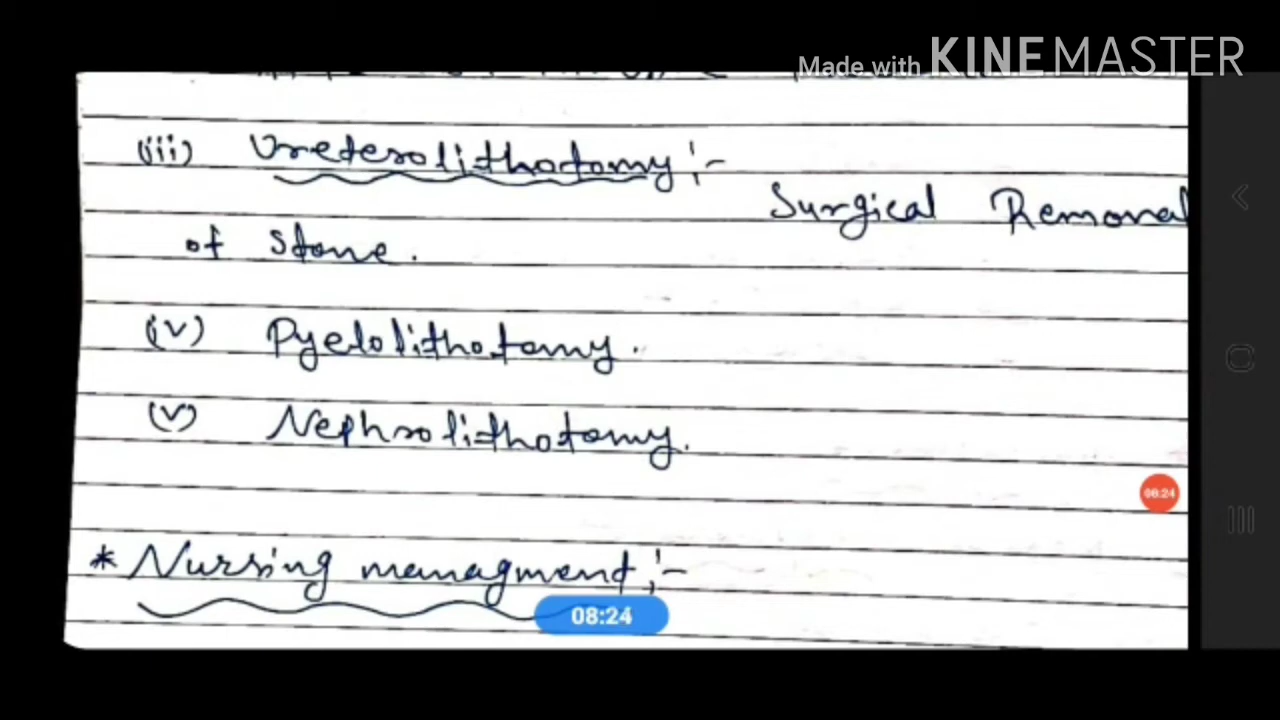 Made with KINEMASTER
(iii) Ureterolithotomy :-
Surgical Removal
of Stone.
(iv) Pyelolithotomy.
(v) Nephrolithotomy.
08:24
* Nursing managment :-
08:24